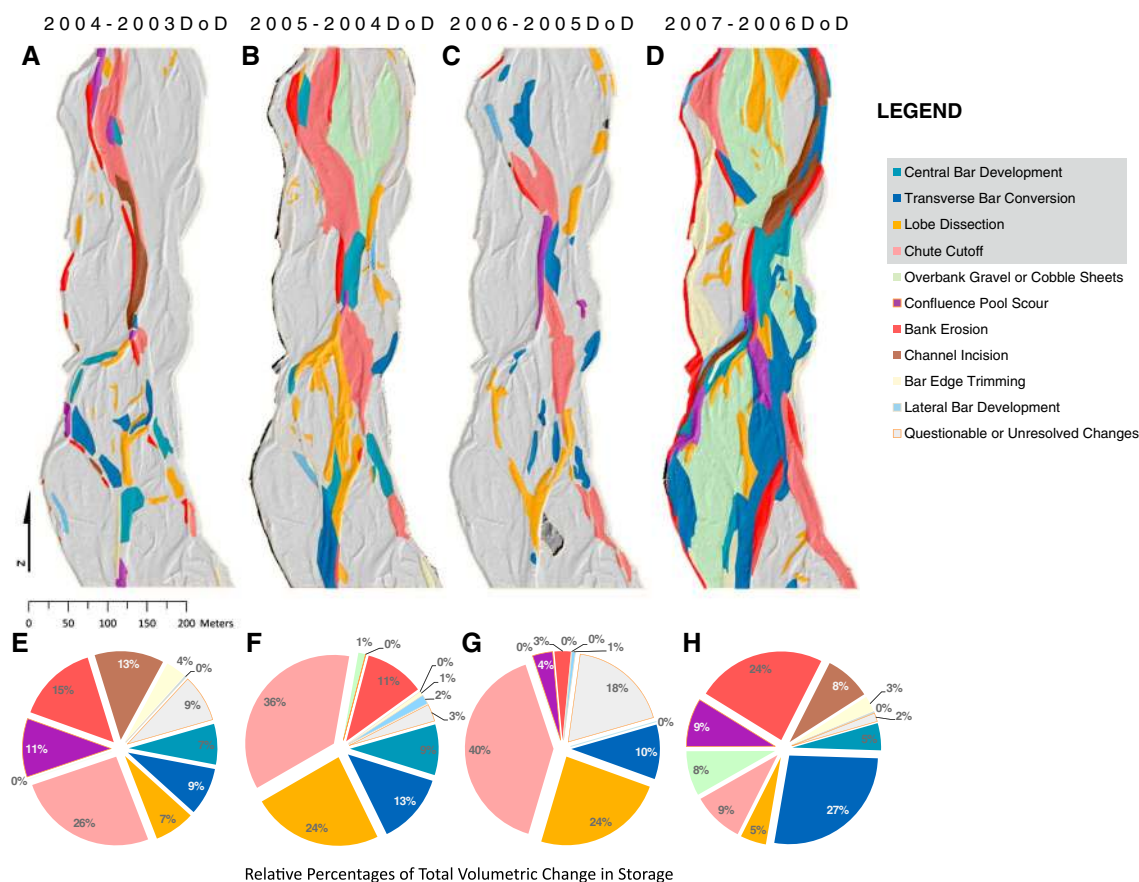 2004-2003DoD
2005-2004DoD
2006-2005DoD
2007-2006DoD
A
B
C
D
LEGEND
Central Bar Development
Transverse Bar Conversion
Lobe Dissection
Chute Cutoff
Overbank Gravel or Cobble Sheets
Confluence Pool Scour
Bank Erosion
Channel Incision
Bar Edge Trimming
Lateral Bar Development
Questionable or Unresolved Changes
N
0 50 100 150 200 Meters
E
13%
4%
0%
9%
7%
9%
7%
26%
0%
11%
15%
F
1%
0%
11%
0%
1%
2%
3%
9%
13%
24%
36%
G
0%
3%
0%
0%
1%
4%
18%
0%
10%
24%
40%
H
24%
8%
3%
0%
2%
5%
27%
5%
9%
8%
9%
Relative Percentages of Total Volumetric Change in Storage